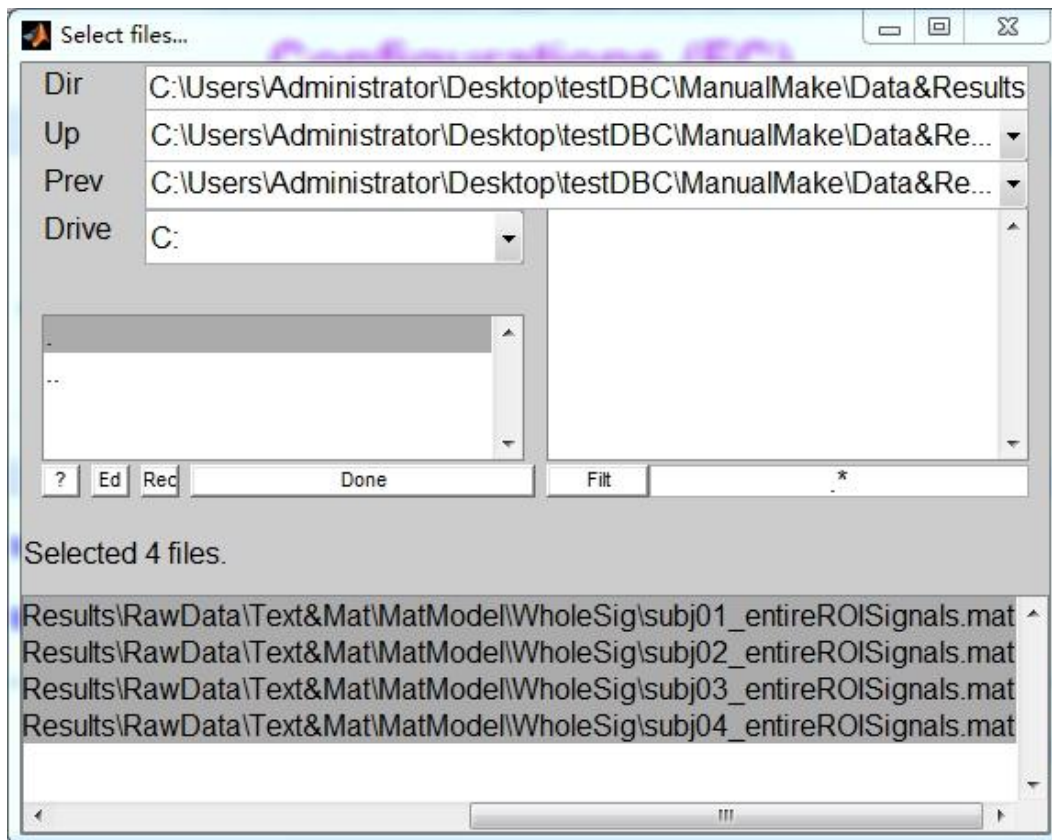 Select files...
Configurations (EC)
Dir
C:\Users\Administrator\Desktop\testDBC\ManualMake\Data&Results
Up
C:\Users\Administrator\Desktop\testDBC\ManualMake\Data&Re...
Prev
C:\Users\Administrator\Desktop\testDBC\ManualMake\Data&Re...
Drive
C:
.
..
? Ed Rec Done Filt .*
Selected 4 files.
Results\RawData\Text&Mat\MatModel\WholeSig\subj01_entireROISignals.mat
Results\RawData\Text&Mat\MatModel\WholeSig\subj02_entireROISignals.mat
Results\RawData\Text&Mat\MatModel\WholeSig\subj03_entireROISignals.mat
Results\RawData\Text&Mat\MatModel\WholeSig\subj04_entireROISignals.mat